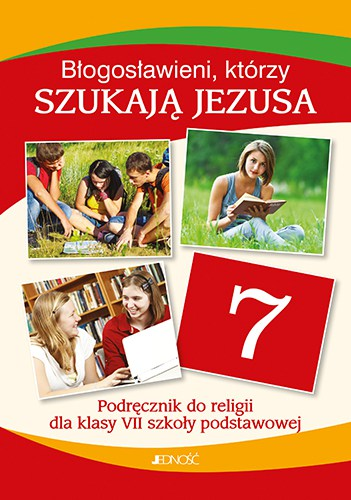 Błogosławieni, którzy
SZUKAJĄ JEZUSA
7
Podręcznik do religii
dla klasy VII szkoły podstawowej
JEDNOŚĆ